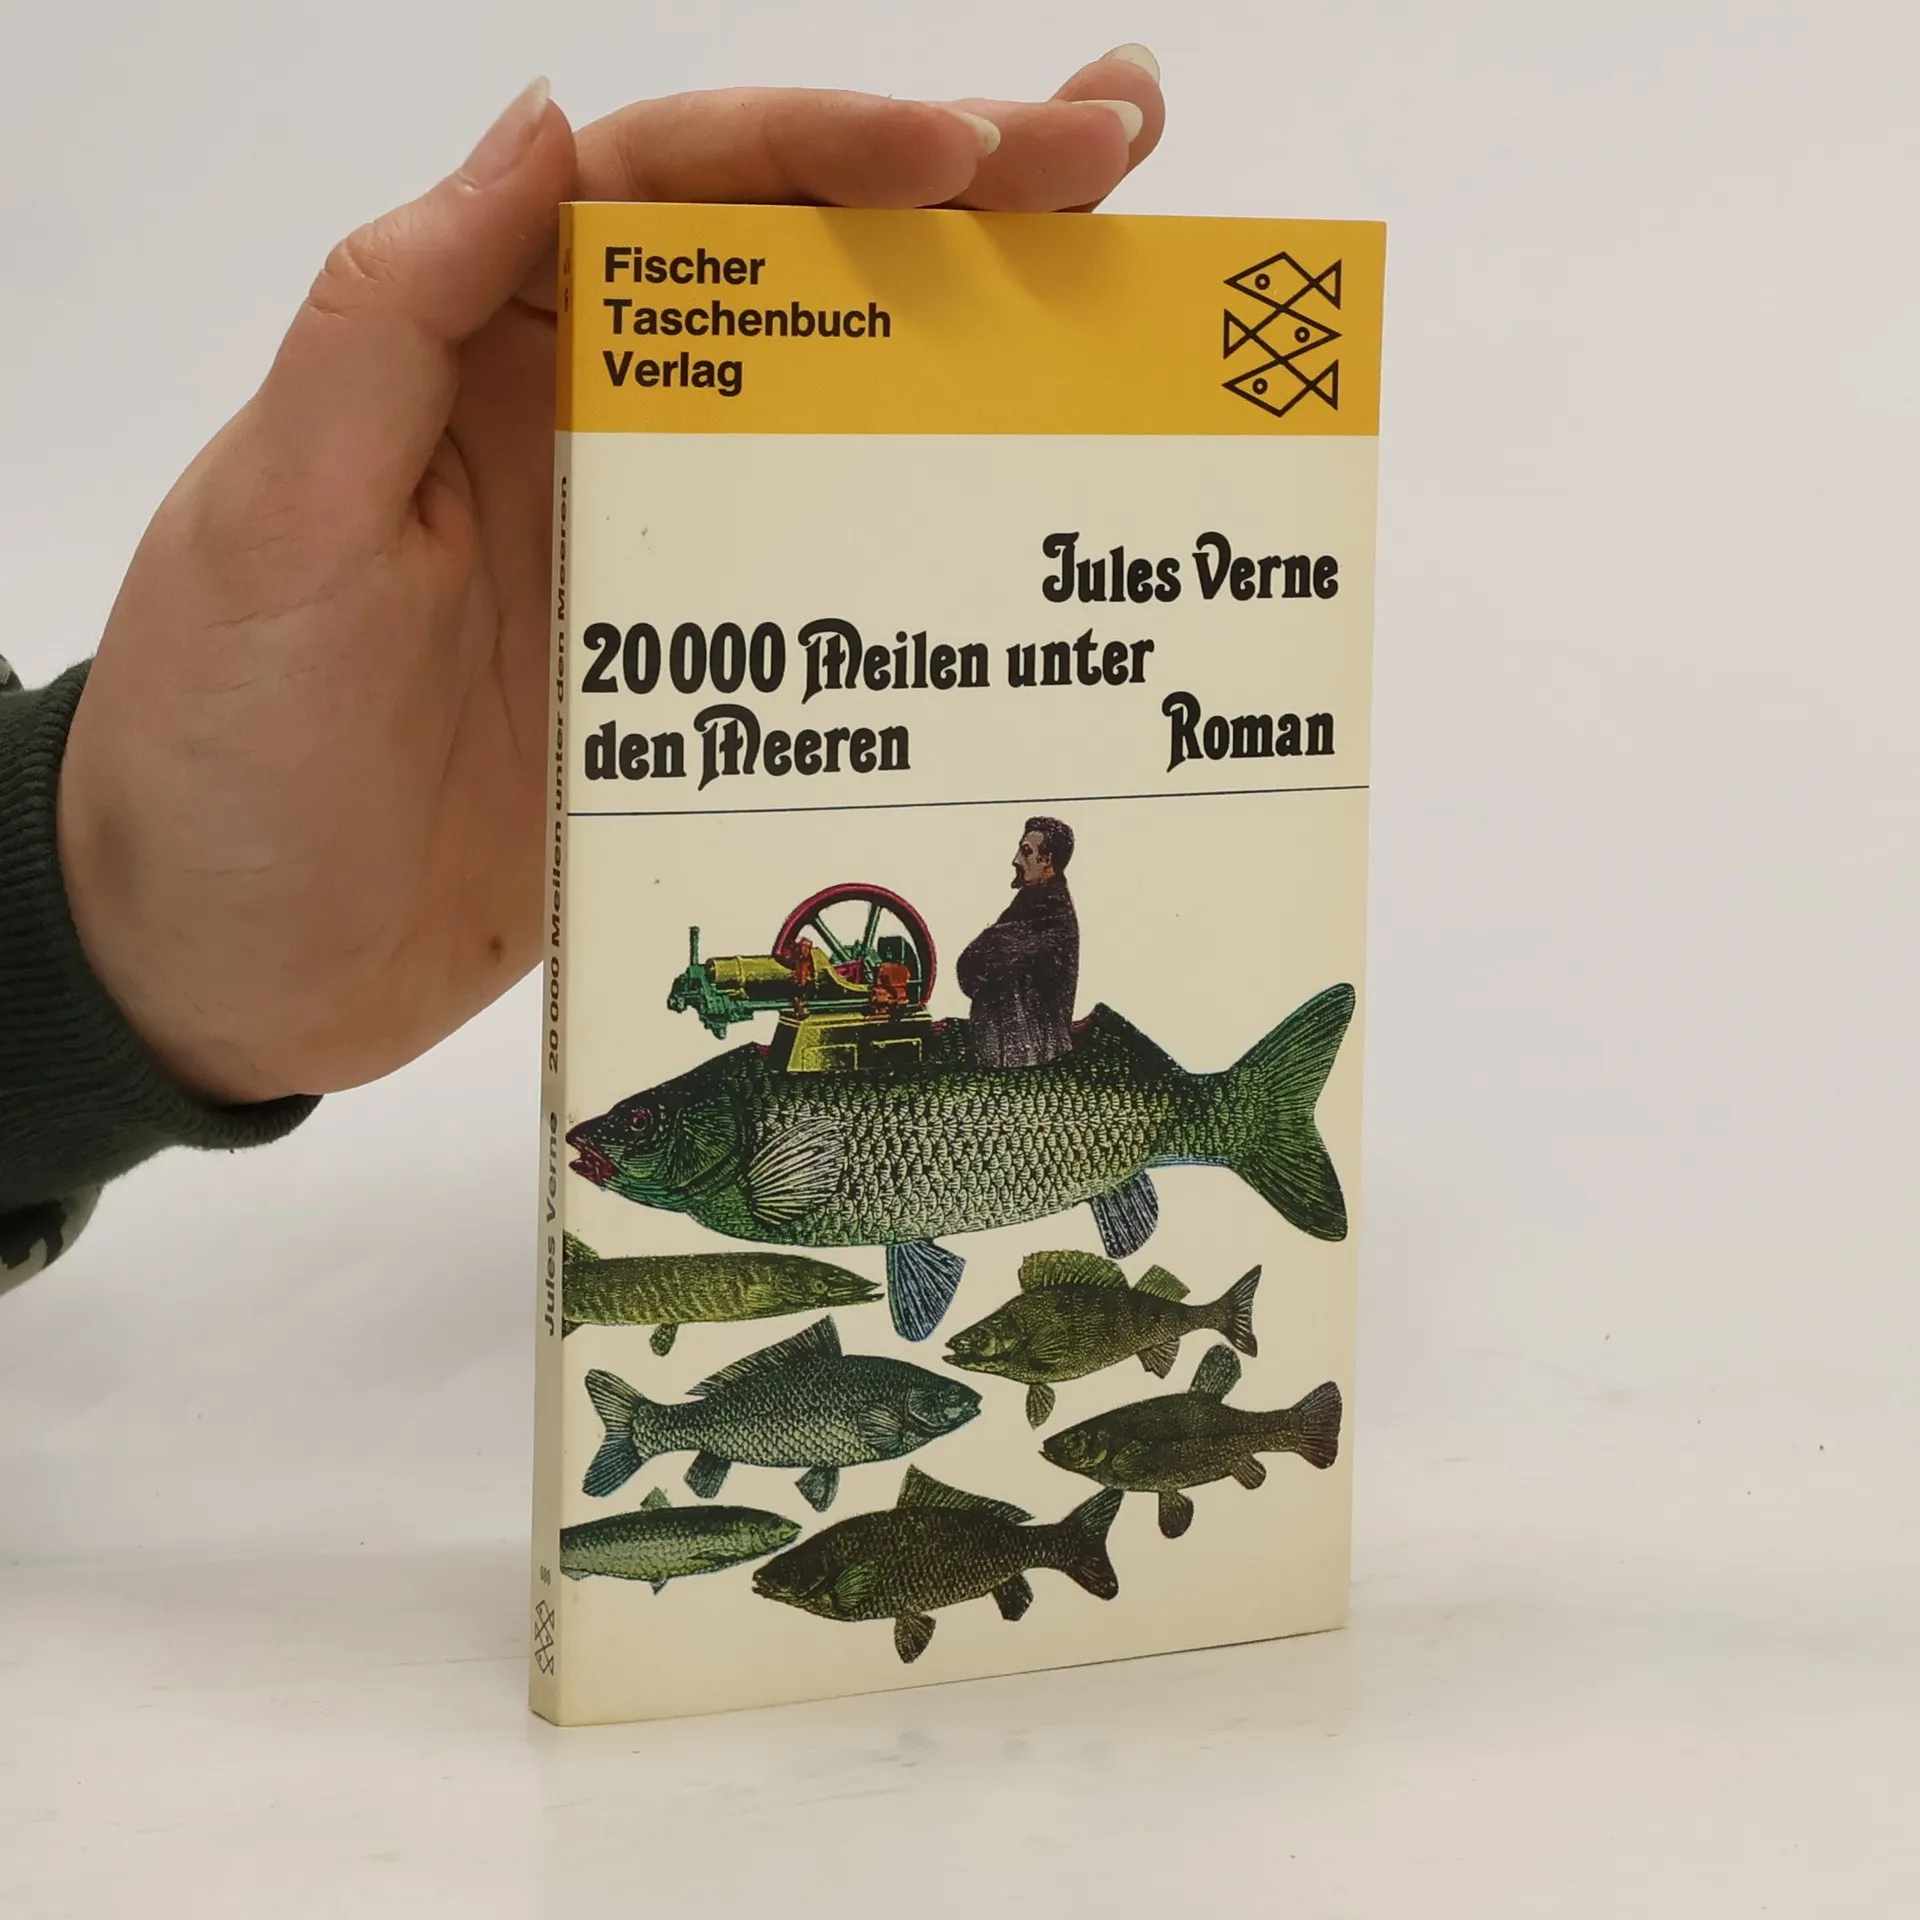 Fischer
Taschenbuch
Verlag
Jules Verne
20000 Meilen unter
den Meeren Roman
Jules Verne 20000 Meilen unter den Meeren